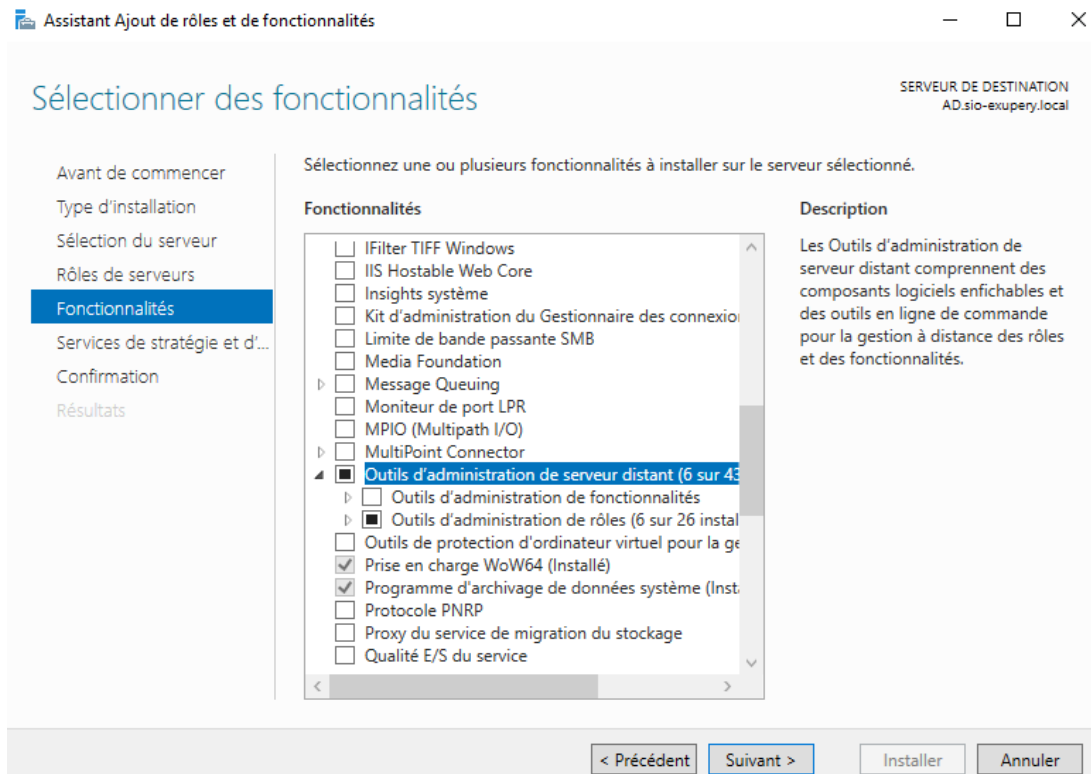 Assistant Ajout de rôles et de fonctionnalités
Sélectionner des fonctionnalités
SERVEUR DE DESTINATION
AD.sio-exupery.local
Avant de commencer
Type d'installation
Sélection du serveur
Rôles de serveurs
Fonctionnalités
Services de stratégie et d'...
Confirmation
Résultats
Sélectionnez une ou plusieurs fonctionnalités à installer sur le serveur sélectionné.
Fonctionnalités
IFilter TIFF Windows
IIS Hostable Web Core
Insights système
Kit d'administration du Gestionnaire des connexio
Limite de bande passante SMB
Media Foundation
Message Queuing
Moniteur de port LPR
MPIO (Multipath I/O)
MultiPoint Connector
Outils d'administration de serveur distant (6 sur 43
Outils d'administration de fonctionnalités
Outils d'administration de rôles (6 sur 26 instal
Outils de protection d'ordinateur virtuel pour la ge
Prise en charge WoW64 (Installé)
Programme d'archivage de données système (Inst
Protocole PNRP
Proxy du service de migration du stockage
Qualité E/S du service
Description
Les Outils d'administration de
serveur distant comprennent des
composants logiciels enfichables et
des outils en ligne de commande
pour la gestion à distance des rôles
et des fonctionnalités.
< Précédent
Suivant >
Installer
Annuler